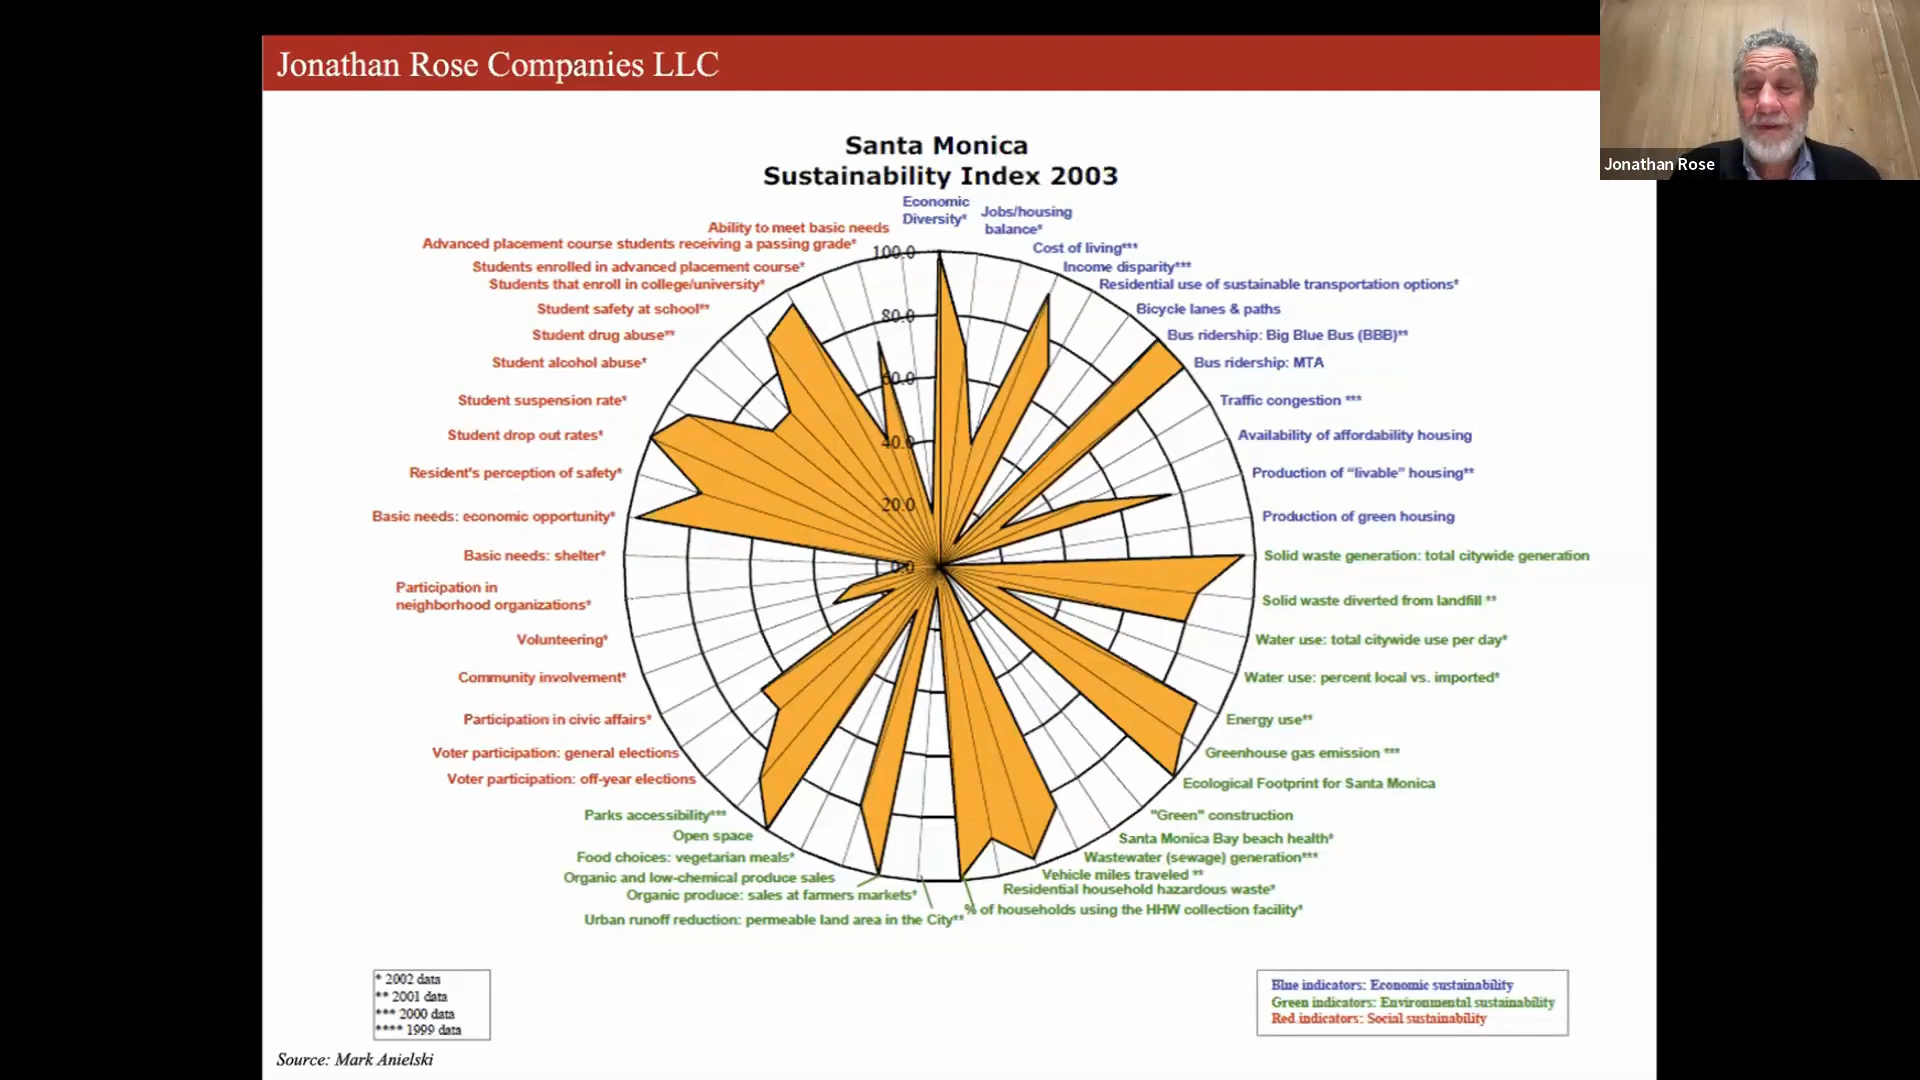 Jonathan Rose Companies LLC
Jonathan Rose
Santa Monica
Sustainability Index 2003
Economic
Diversity*
Jobs/housing
balance*
Cost of living***
Income disparity***
Residential use of sustainable transportation options*
Bicycle lanes & paths
Bus ridership: Big Blue Bus (BBB)**
Bus ridership: MTA
Traffic congestion ***
Availability of affordability housing
Production of “livable” housing**
Production of green housing
Solid waste generation: total citywide generation
Solid waste diverted from landfill **
Water use: total citywide use per day*
Water use: percent local vs. imported*
Energy use**
Greenhouse gas emission ***
Ecological Footprint for Santa Monica
"Green" construction
Santa Monica Bay beach health*
Wastewater (sewage) generation***
Vehicle miles traveled **
Residential household hazardous waste*
% of households using the HHW collection facility*
Urban runoff reduction: permeable land area in the City**
Organic produce: sales at farmers markets*
Organic and low-chemical produce sales
Food choices: vegetarian meals*
Open space
Parks accessibility***
Voter participation: off-year elections
Voter participation: general elections
Participation in civic affairs*
Community involvement*
Volunteering*
Participation in
neighborhood organizations*
Basic needs: shelter*
Basic needs: economic opportunity*
Resident's perception of safety*
Student drop out rates*
Student suspension rate*
Student alcohol abuse*
Student drug abuse**
Student safety at school**
Students that enroll in college/university*
Students enrolled in advanced placement course*
Advanced placement course students receiving a passing grade*
Ability to meet basic needs
100.0
80.0
60.0
40.0
20.0
0.0
* 2002 data
** 2001 data
*** 2000 data
**** 1999 data
Blue indicators: Economic sustainability
Green indicators: Environmental sustainability
Red indicators: Social sustainability
Source: Mark Anielski